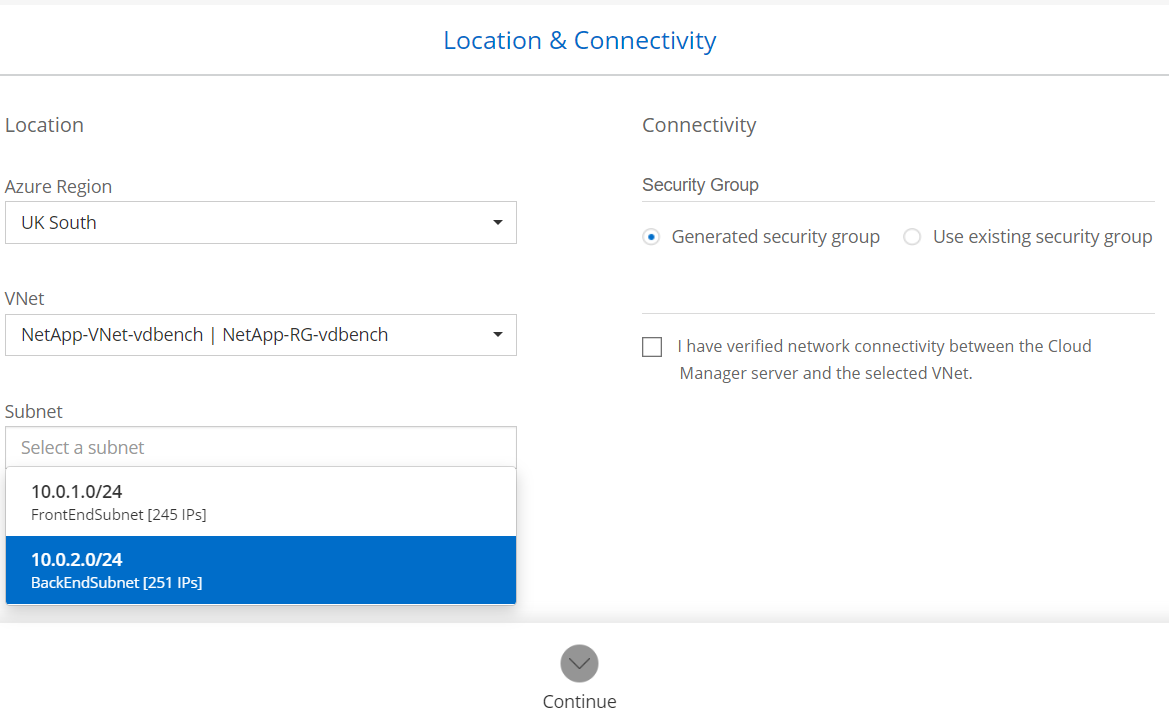 Location & Connectivity
Location
Azure Region
UK South
VNet
NetApp-VNet-vdbench | NetApp-RG-vdbench
Subnet
Select a subnet
10.0.1.0/24
FrontEndSubnet [245 IPs]
10.0.2.0/24
BackEndSubnet [251 IPs]
Connectivity
Security Group
Generated security group
Use existing security group
I have verified network connectivity between the Cloud
Manager server and the selected VNet.
Continue